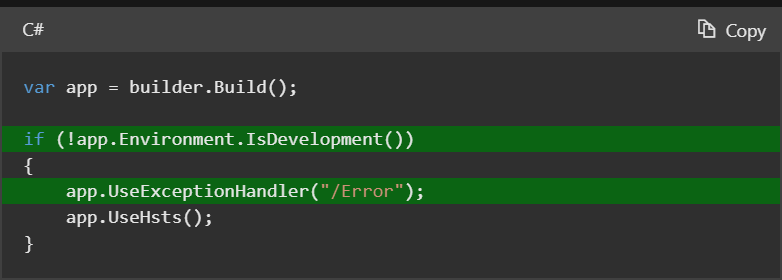 C#
Copy
var app = builder.Build();
if (!app.Environment.IsDevelopment())
{
    app.UseExceptionHandler("/Error");
    app.UseHsts();
}